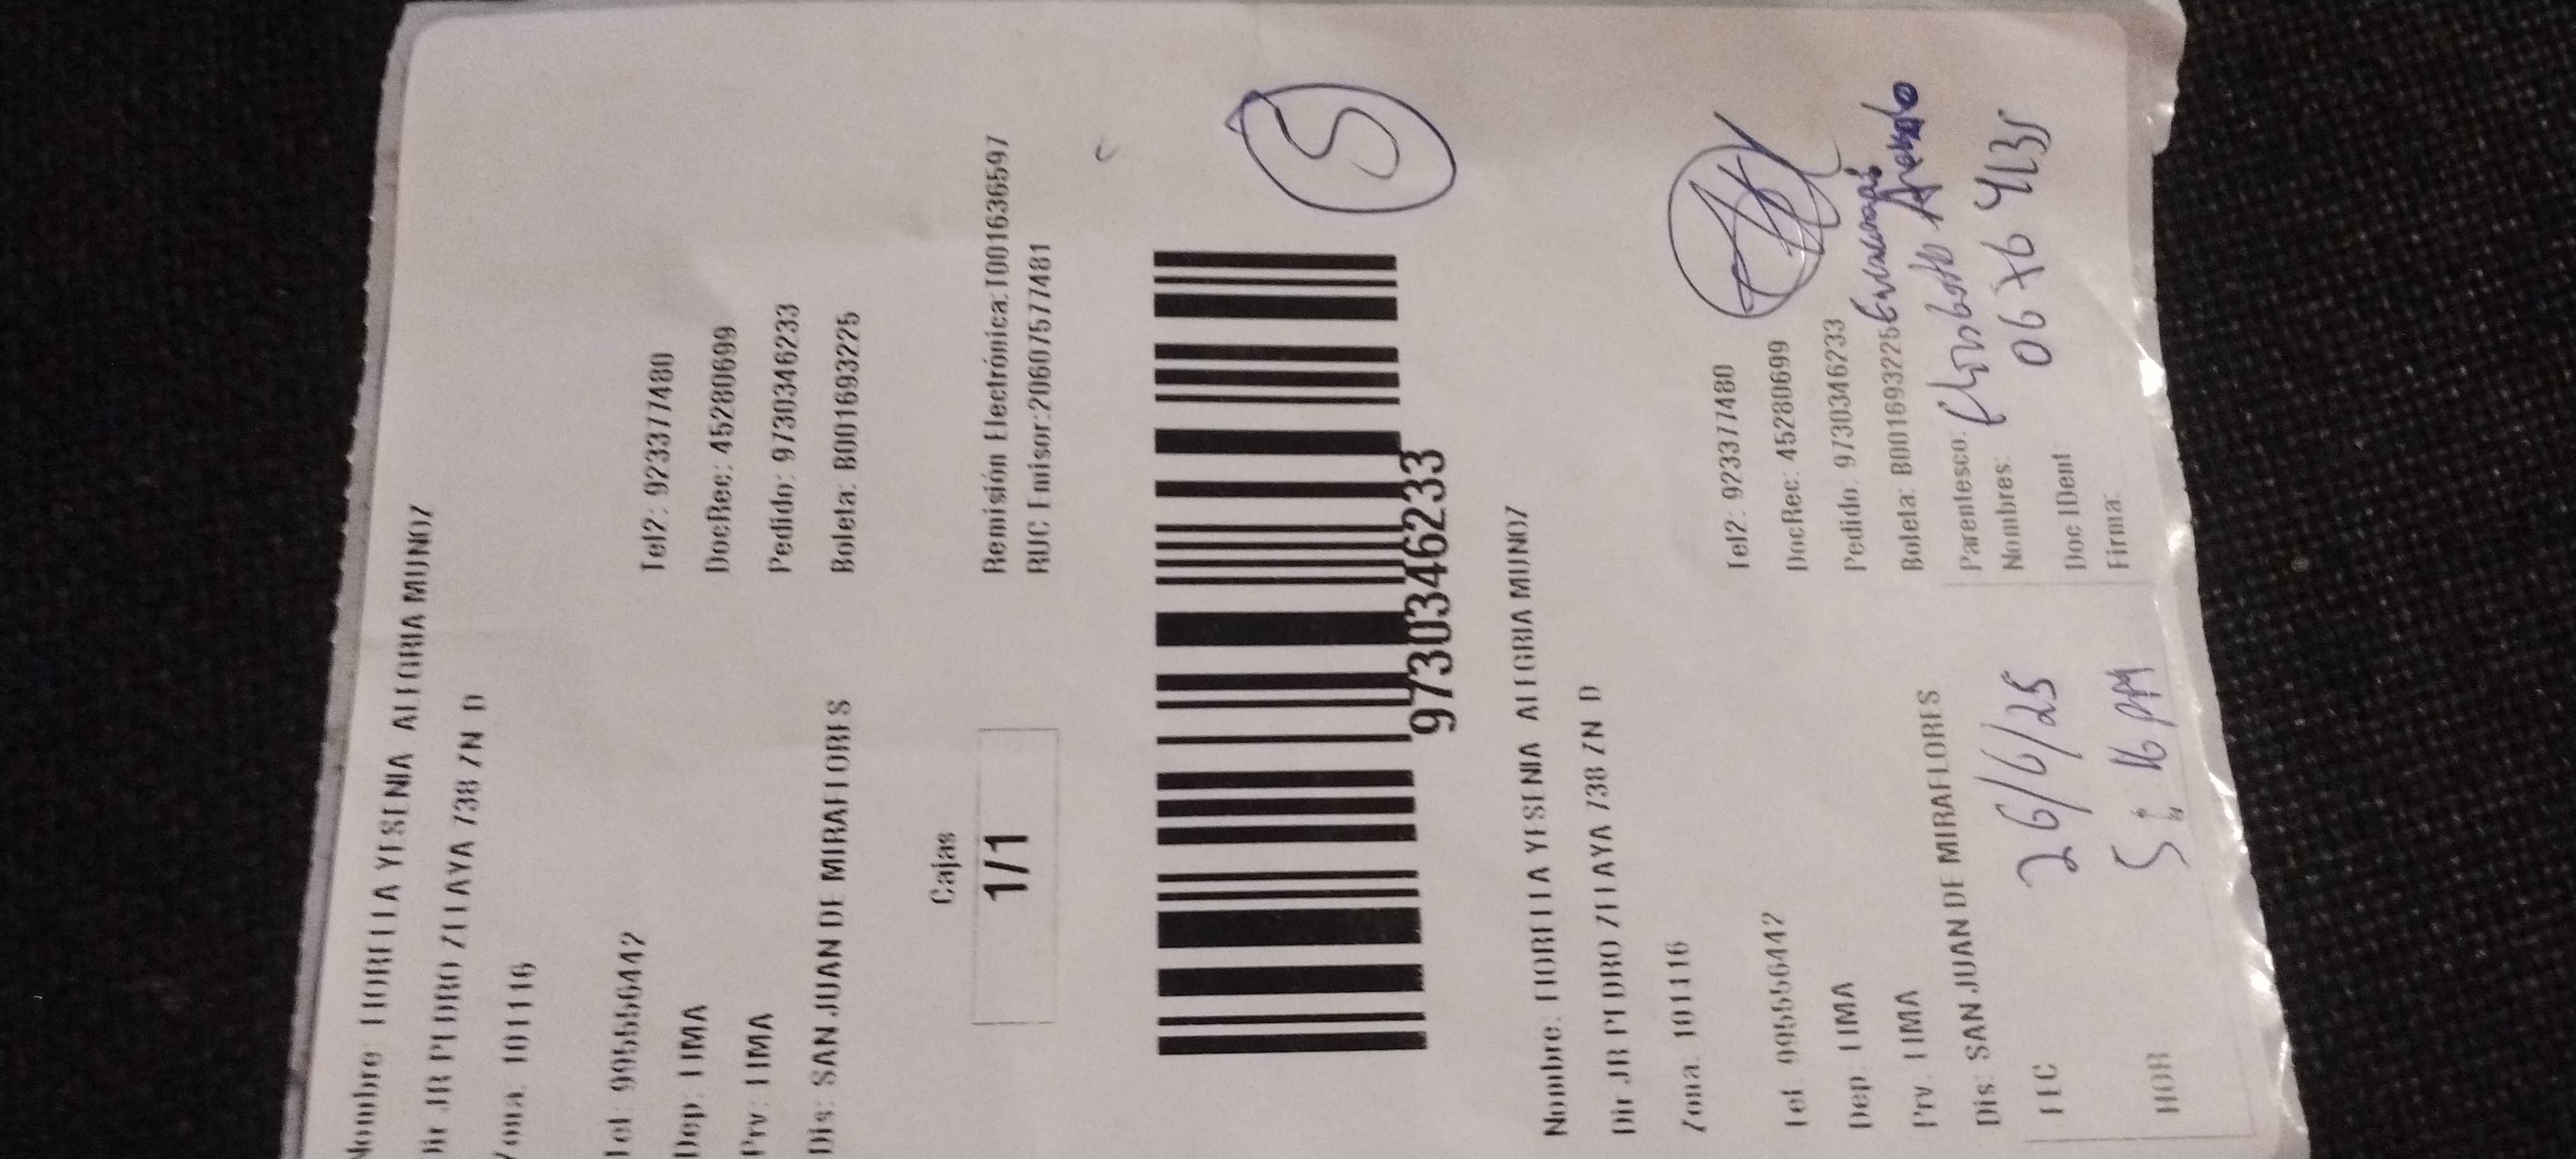 Nombre: FIORELLA YESENIA ALEGRIA MUNOZ
Dir JR PEDRO ZELAYA 738 ZN D
Zona: 101116
Tel: 995556442
Tel2: 923377480
Dep: LIMA
DocRec: 45280699
Prv: LIMA
Pedido: 9730346233
Dis: SAN JUAN DE MIRAFLORES
Boleta: B001693225
Cajas
1/1
Remisión Electrónica:T001636597
RUC Emisor:20607577481
97303346233
S
Nombre: FIORELLA YESENIA ALEGRIA MUNOZ
Dir JR PEDRO ZELAYA 738 ZN D
Zona: 101116
Tel: 995556442
Tel2: 923377480
Dep: LIMA
DocRec: 45280699
Prv: LIMA
Pedido: 9730346233
Dis: SAN JUAN DE MIRAFLORES
Boleta: B001693225
FEC 26/6/25
Parentesco:
Nombres:
HOR 5:16 PM
Doc IDent
Firma: